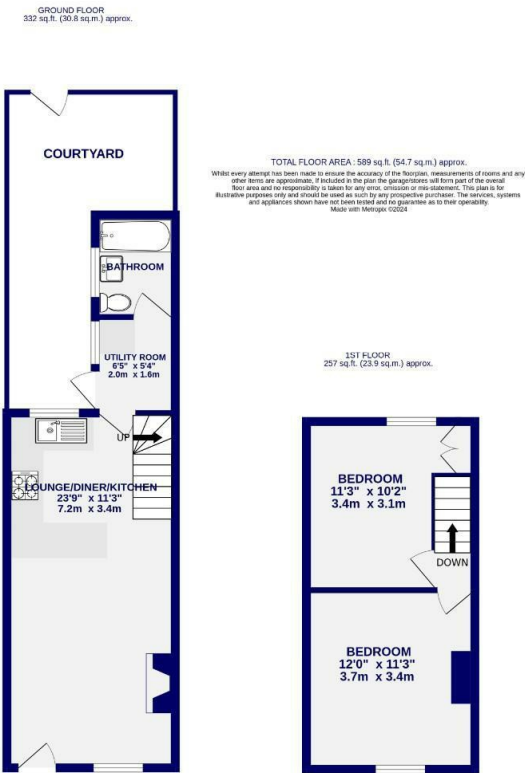 GROUND FLOOR
332 sq.ft. (30.8 sq.m.) approx.
COURTYARD
TOTAL FLOOR AREA : 589 sq.ft. (54.7 sq.m.) approx.
Whilst every attempt has been made to ensure the accuracy of the floorplan, measurements of rooms and any
other items are approximate, if included in the plan the garage/stores will form part of the overall
floor area and no responsibility is taken for any error, omission or mis-statement. This plan is for
illustrative purposes only and should be used as such by any prospective purchaser. The services, systems
and appliances shown have not been tested and no guarantee as to their operability.
Made with Metropix ©2024
BATHROOM
UTILITY ROOM
6'5" x 5'4"
2.0m x 1.6m
1ST FLOOR
257 sq.ft. (23.9 sq.m.) approx.
UP
LOUNGE/DINER/KITCHEN
23'9" x 11'3"
7.2m x 3.4m
BEDROOM
11'3" x 10'2"
3.4m x 3.1m
DOWN
BEDROOM
12'0" x 11'3"
3.7m x 3.4m